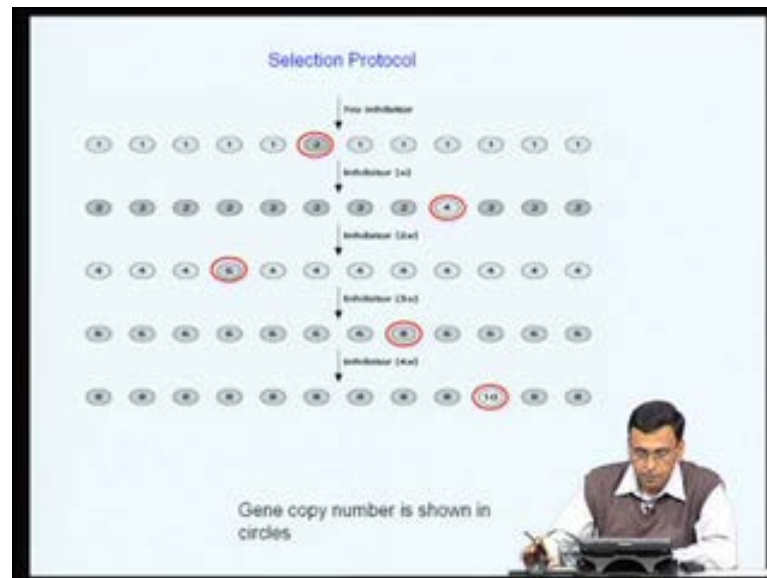 Selection Protocol
No inhibitor
1 1 1 1 1 2 1 1 1 1 1 1
Inhibitor (x)
2 2 2 2 2 2 2 2 4 2 2 2
Inhibitor (2x)
4 4 4 6 4 4 4 4 4 4 4 4
Inhibitor (3x)
6 6 6 6 6 6 6 8 6 6 6 6
Inhibitor (4x)
8 8 8 8 8 8 8 8 8 10 8 8
Gene copy number is shown in
circles